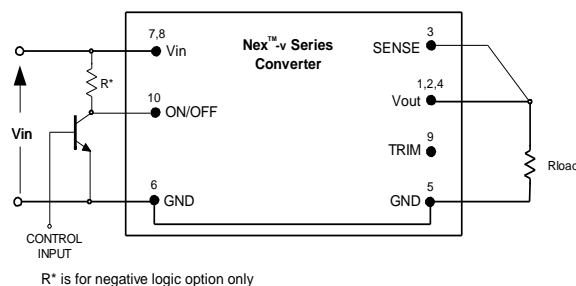 Nex™-v Series
Converter
7,8
Vin
R*
10
ON/OFF
Vin
6
GND
CONTROL
INPUT
3
SENSE
1,2,4
Vout
9
TRIM
5
GND
Rload
R* is for negative logic option only